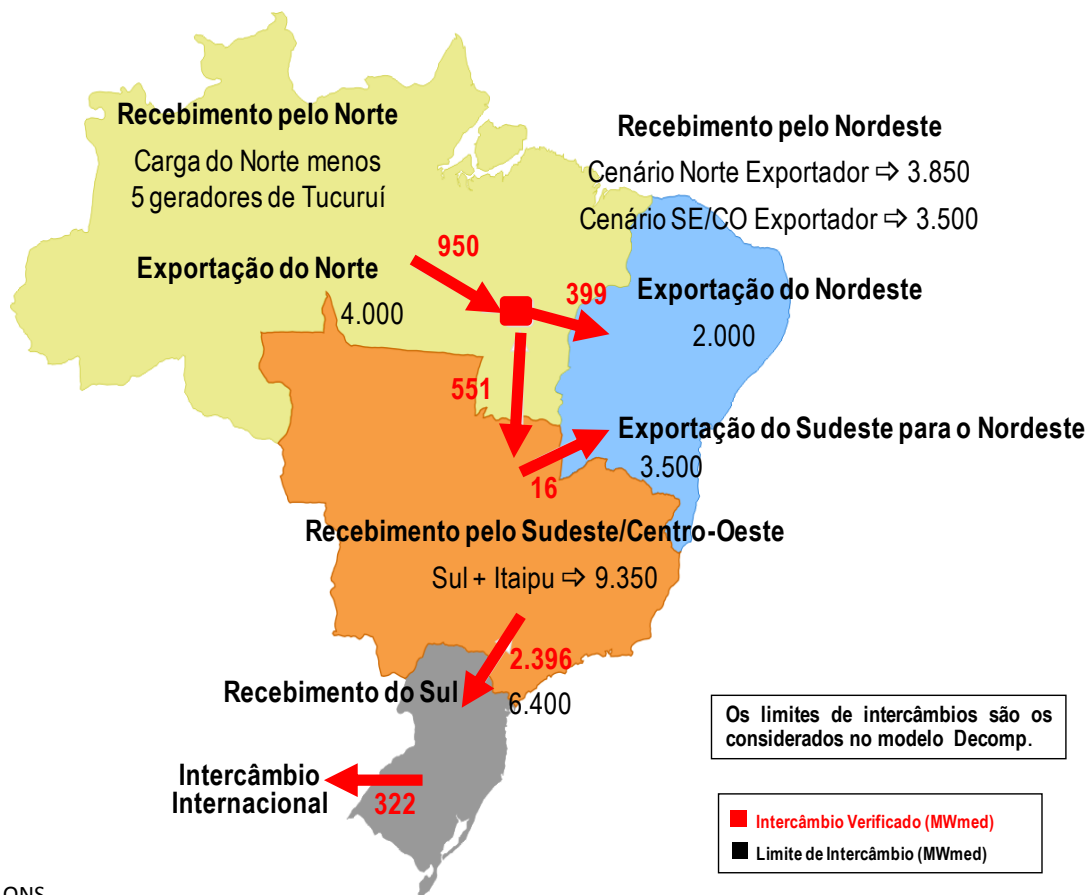 Recebimento pelo Norte
Carga do Norte menos
5 geradores de Tucuruí
Recebimento pelo Nordeste
Cenário Norte Exportador ⇨ 3.850
Cenário SE/CO Exportador ⇨ 3.500
950
Exportação do Norte
4.000
399
Exportação do Nordeste
2.000
551
Exportação do Sudeste para o Nordeste
3.500
16
Recebimento pelo Sudeste/Centro-Oeste
Sul + Itaipu ⇨ 9.350
2.396
Recebimento do Sul
6.400
Os limites de intercâmbios são os
considerados no modelo Decomp.
Intercâmbio
Internacional
322
Intercâmbio Verificado (MWmed)
Limite de Intercâmbio (MWmed)
ONS